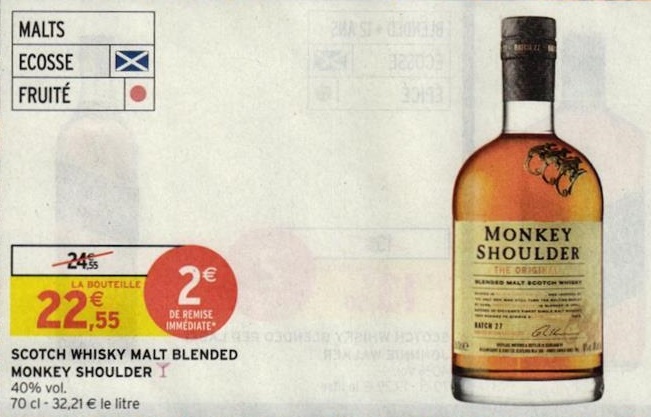 MALTS
ECOSSE
FRUITÉ
24€55
LA BOUTEILLE
22€,55
2€
DE REMISE
IMMÉDIATE*
SCOTCH WHISKY MALT BLENDED
MONKEY SHOULDER
40% vol.
70 cl - 32,21 € le litre
MONKEY
SHOULDER
THE ORIGINAL
BLENDED MALT SCOTCH WHISKY
BATCH 27